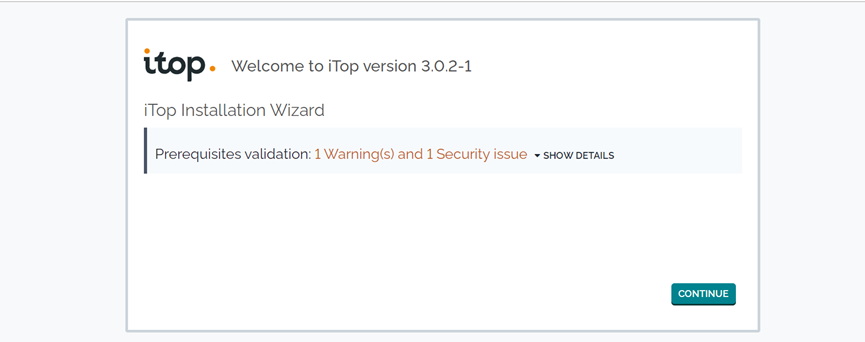 itop.
Welcome to iTop version 3.0.2-1
iTop Installation Wizard
Prerequisites validation: 1 Warning(s) and 1 Security issue SHOW DETAILS
CONTINUE